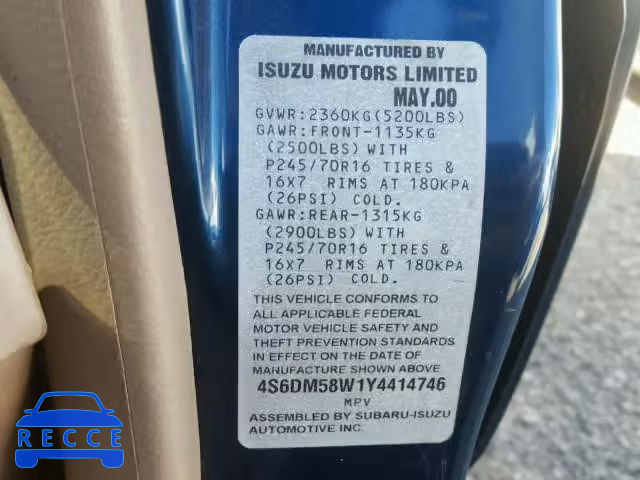 MANUFACTURED BY
ISUZU MOTORS LIMITED
MAY.00
GVWR:2360KG(5200LBS)
GAWR:FRONT-1135KG
(2500LBS) WITH
P245/70R16 TIRES &
16X7 RIMS AT 180KPA
(26PSI) COLD.
GAWR:REAR-1315KG
(2900LBS) WITH
P245/70R16 TIRES &
16X7 RIMS AT 180KPA
(26PSI) COLD.
THIS VEHICLE CONFORMS TO
ALL APPLICABLE FEDERAL
MOTOR VEHICLE SAFETY AND
THEFT PREVENTION STANDARDS
IN EFFECT ON THE DATE OF
MANUFACTURE SHOWN ABOVE
4S6DM58W1Y4414746
MPV
ASSEMBLED BY SUBARU-ISUZU
AUTOMOTIVE INC.
RECCE